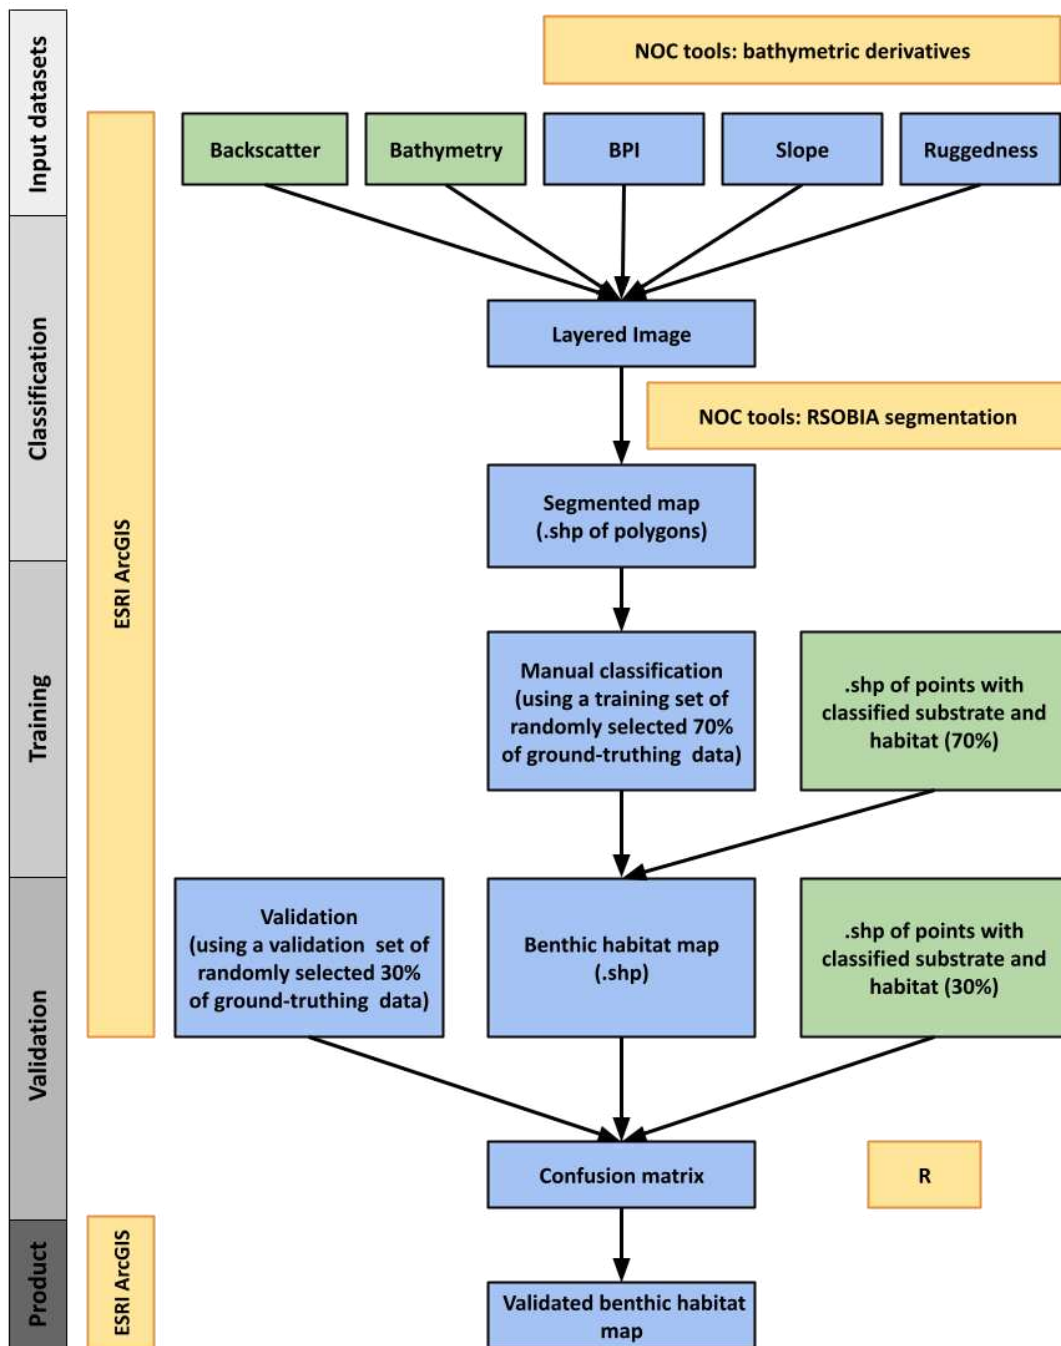 Input datasets
NOC tools: bathymetric derivatives
Backscatter
Bathymetry
BPI
Slope
Ruggedness
Classification
Layered Image
NOC tools: RSOBIA segmentation
Segmented map
(.shp of polygons)
ESRI ArcGIS
Training
Manual classification
(using a training set of
randomly selected 70%
of ground-truthing data)
.shp of points with
classified substrate and
habitat (70%)
Validation
Validation
(using a validation set of
randomly selected 30%
of ground-truthing data)
Benthic habitat map
(.shp)
.shp of points with
classified substrate and
habitat (30%)
Confusion matrix
R
Product
ESRI ArcGIS
Validated benthic habitat
map